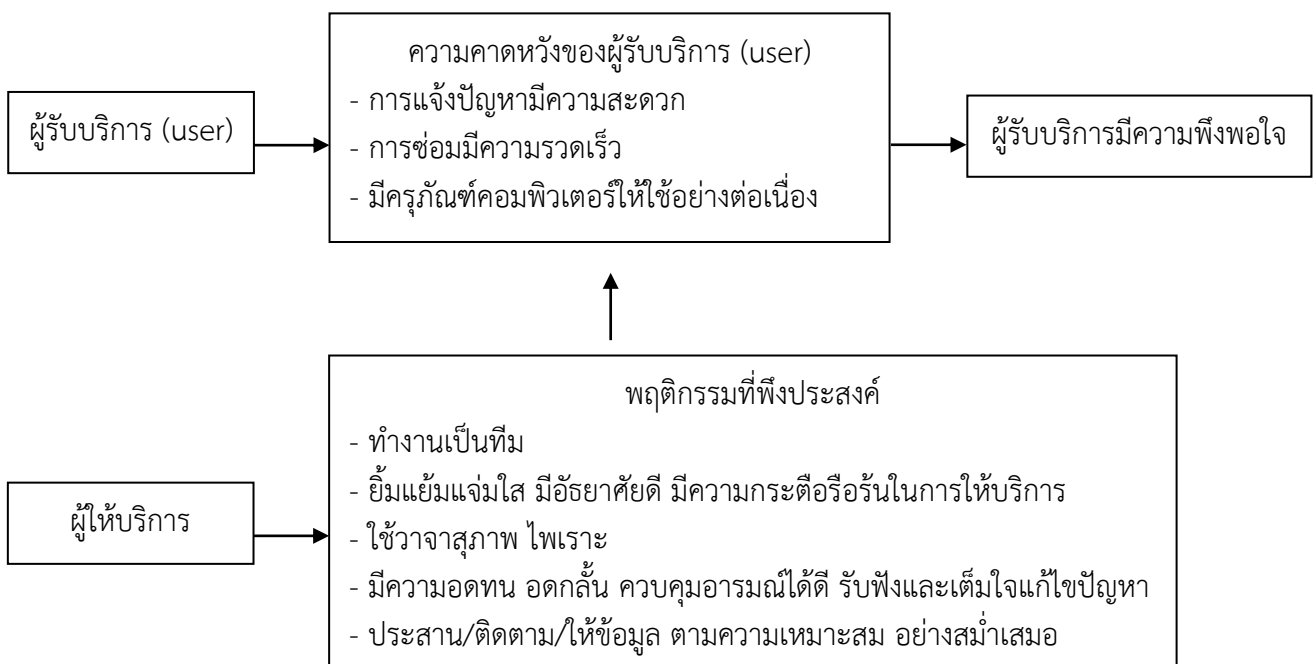 ความคาดหวังของผู้รับบริการ (user)
- การแจ้งปัญหามีความสะดวก
- การซ่อมมีความรวดเร็ว
- มีครุภัณฑ์คอมพิวเตอร์ให้ใช้อย่างต่อเนื่อง
ผู้รับบริการ (user)
ผู้รับบริการมีความพึงพอใจ
พฤติกรรมที่พึงประสงค์
- ทำงานเป็นทีม
- ยิ้มแย้มแจ่มใส มีอัธยาศัยดี มีความกระตือรือร้นในการให้บริการ
- ใช้วาจาสุภาพ ไพเราะ
- มีความอดทน อดกลั้น ควบคุมอารมณ์ได้ดี รับฟังและเต็มใจแก้ไขปัญหา
- ประสาน/ติดตาม/ให้ข้อมูล ตามความเหมาะสม อย่างสม่ำเสมอ
ผู้ให้บริการ